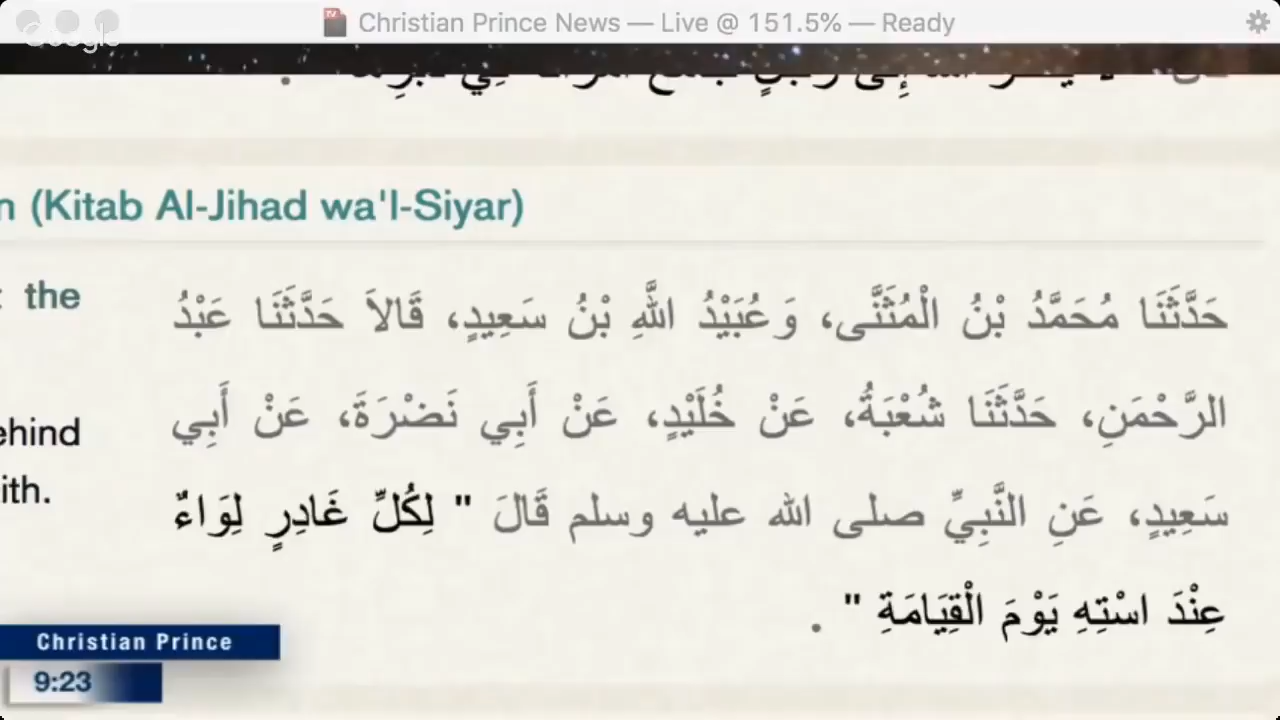 Christian Prince News — Live @ 151.5% — Ready
Google
(Kitab Al-Jihad wa'l-Siyar)
the
حَدَّثَنَا مُحَمَّدُ بْنُ الْمُثَنَّى، وَعُبَيْدُ اللَّهِ بْنُ سَعِيدٍ، قَالاَ حَدَّثَنَا عَبْدُ
الرَّحْمَنِ، حَدَّثَنَا شُعْبَةُ، عَنْ خُلَيْدٍ، عَنْ أَبِي نَضْرَةَ، عَنْ أَبِي
ehind
ith.
سَعِيدٍ، عَنِ النَّبِيِّ صلى الله عليه وسلم قَالَ " لِكُلِّ غَادِرٍ لِوَاءٌ
عِنْدَ اسْتِهِ يَوْمَ الْقِيَامَةِ " .
Christian Prince
9:23